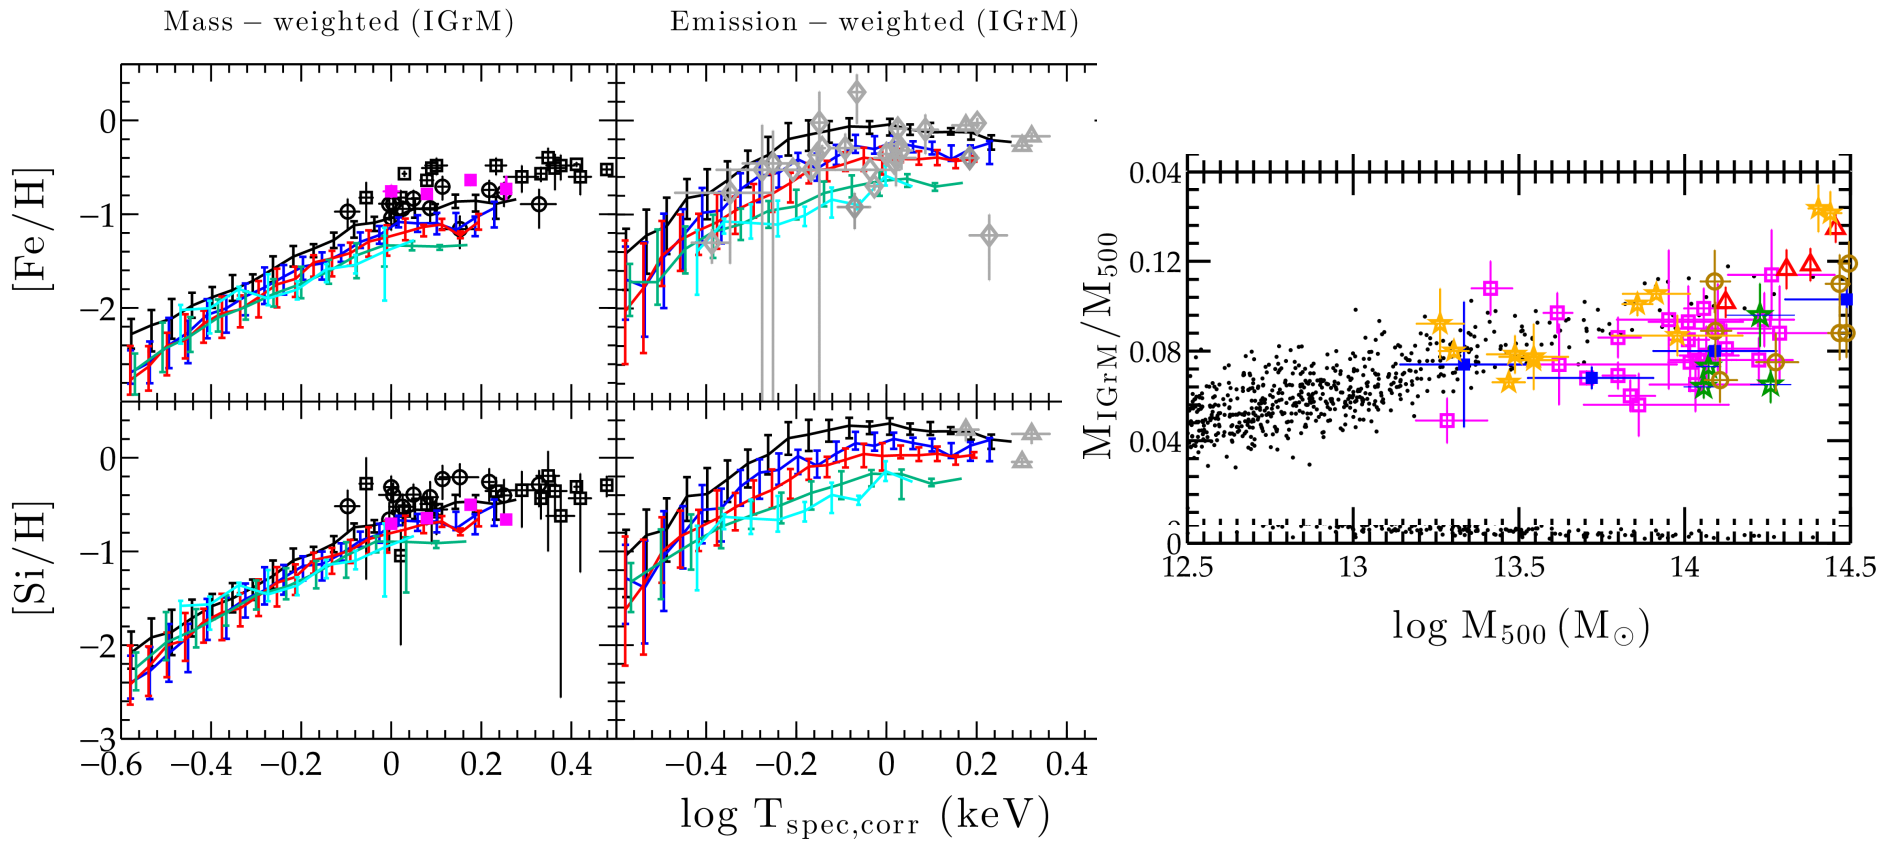 Mass – weighted (IGrM)
Emission – weighted (IGrM)
[Fe/H]
0
−1
−2
[Si/H]
0
−1
−2
−3
−0.6 −0.4 −0.2 0 0.2 0.4
−0.4 −0.2 0 0.2 0.4
log T_spec,corr (keV)
M_IGrM/M_500
0.04
0.12
0.08
0.04
0
12.5 13 13.5 14 14.5
log M_500 (M_⊙)